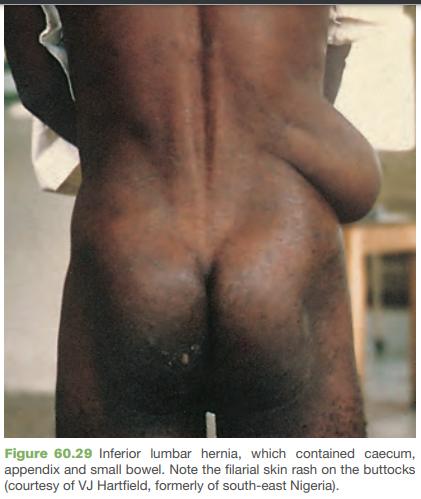 Figure 60.29 Inferior lumbar hernia, which contained caecum,
appendix and small bowel. Note the filarial skin rash on the buttocks
(courtesy of VJ Hartfield, formerly of south-east Nigeria).